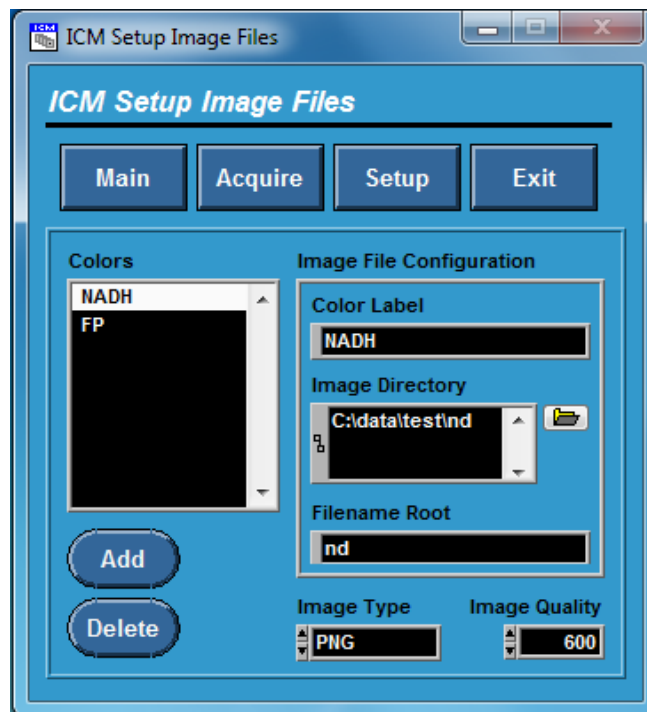 ICM
ICM Setup Image Files
ICM Setup Image Files
Main Acquire Setup Exit
Colors
NADH
FP
Add
Delete
Image File Configuration
Color Label
NADH
Image Directory
C:\data\test\nd
Filename Root
nd
Image Type
PNG
Image Quality
600